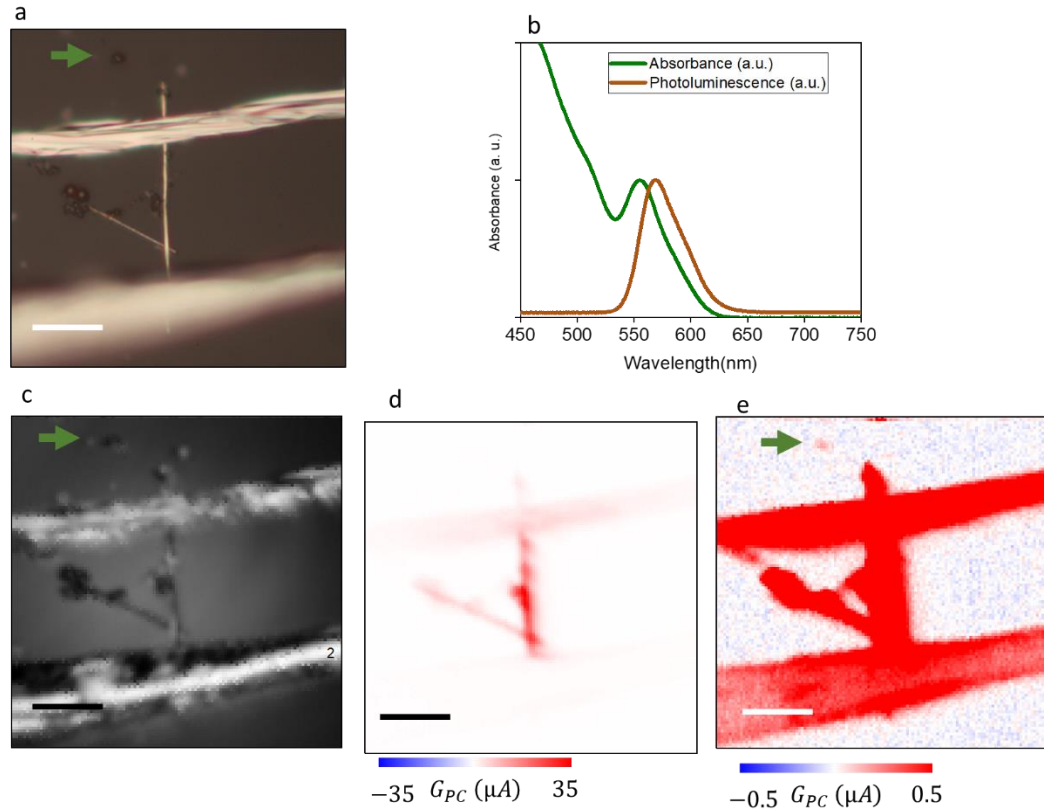 a
b
Absorbance (a.u.)
Photoluminescence (a.u.)
Absorbance (a. u.)
450 500 550 600 650 700 750
Wavelength(nm)
c
d
e
2
−35 G_PC (μA) 35
−0.5 G_PC (μA) 0.5